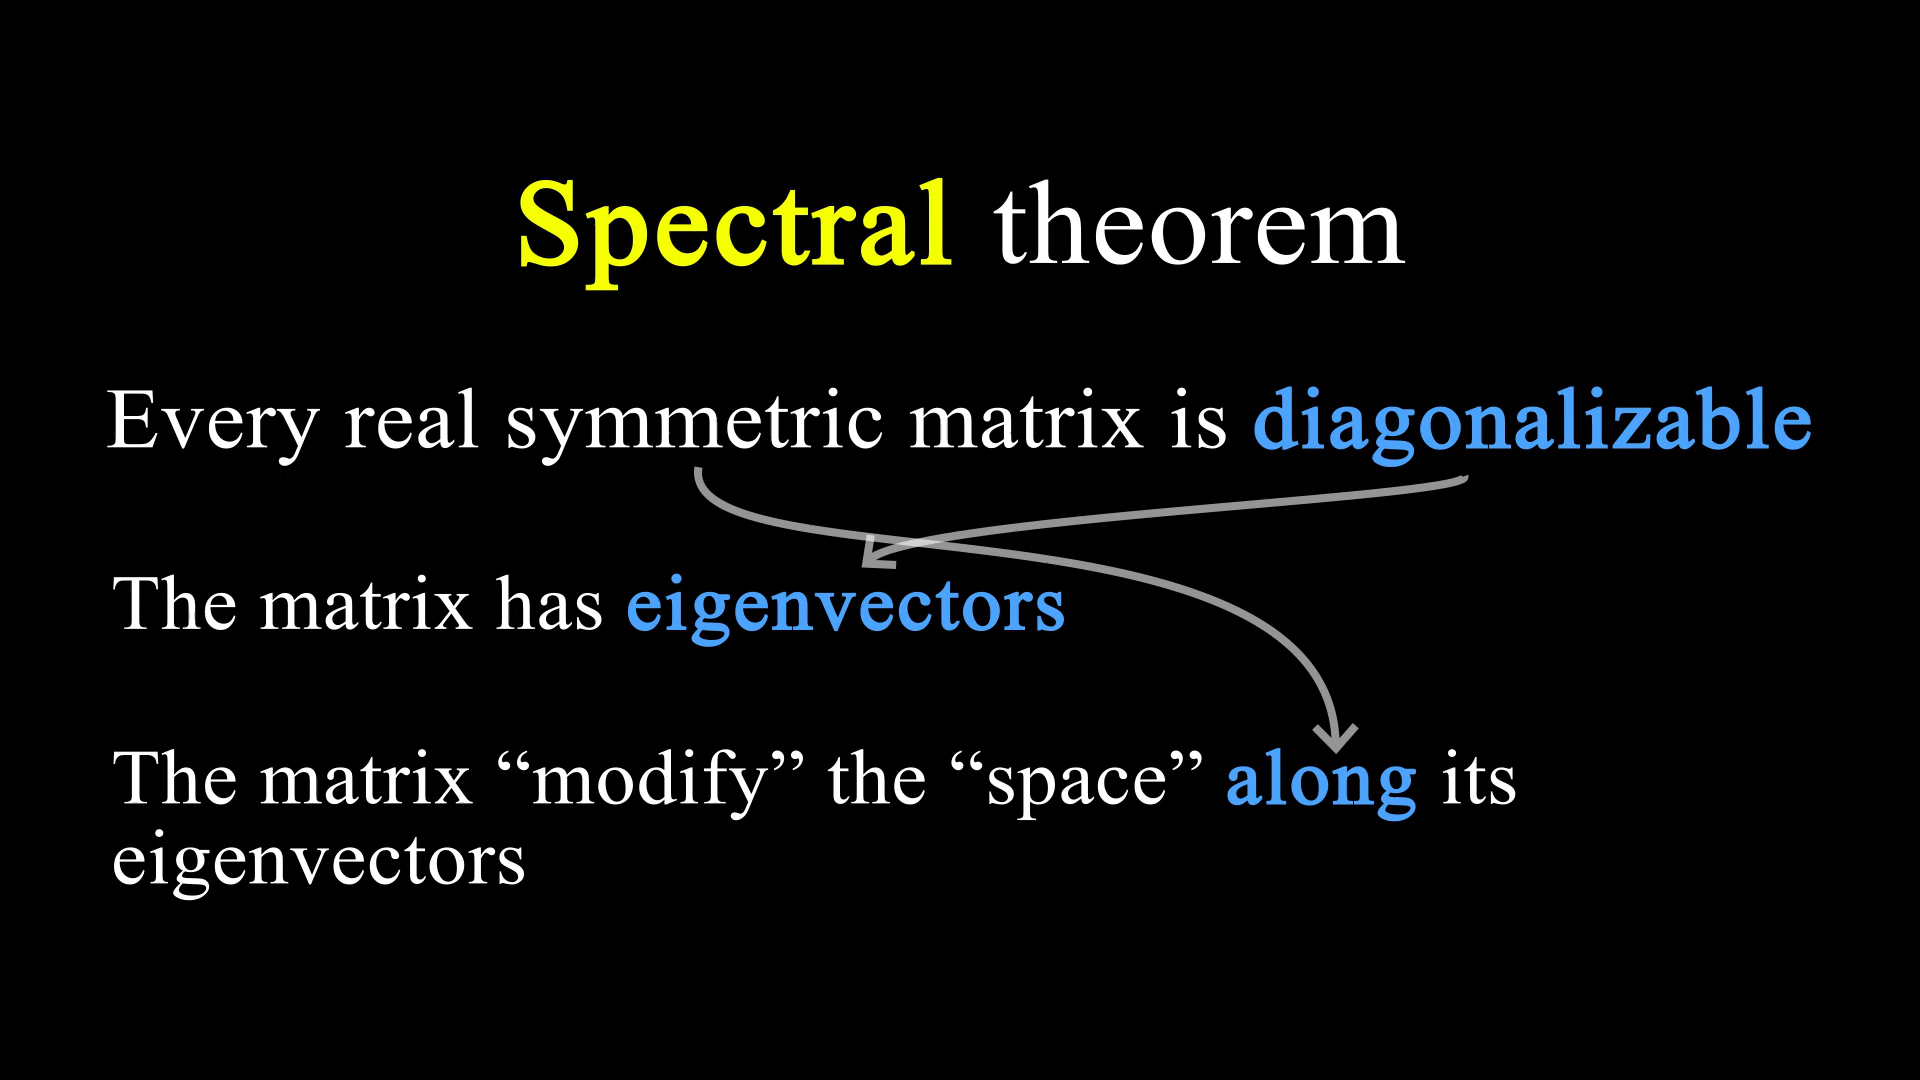 Spectral theorem
Every real symmetric matrix is diagonalizable
The matrix has eigenvectors
The matrix “modify” the “space” along its
eigenvectors